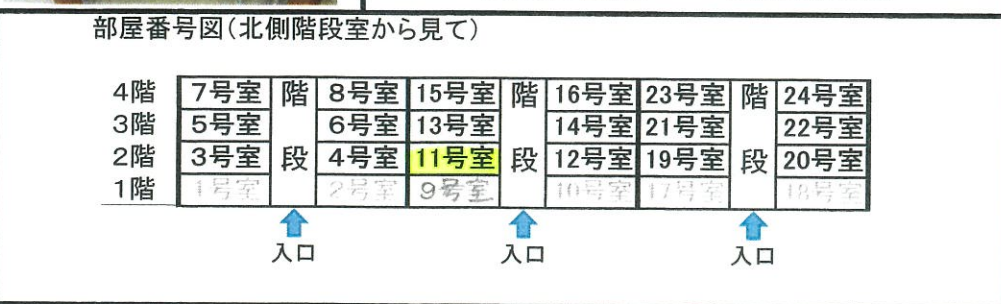 部屋番号図(北側階段室から見て)
4階 7号室 階 8号室 15号室 階 16号室 23号室 階 24号室
3階 5号室 6号室 13号室 14号室 21号室 22号室
2階 3号室 段 4号室 11号室 段 12号室 19号室 段 20号室
1階 1号室 2号室 9号室 10号室 17号室 18号室
入口 入口 入口